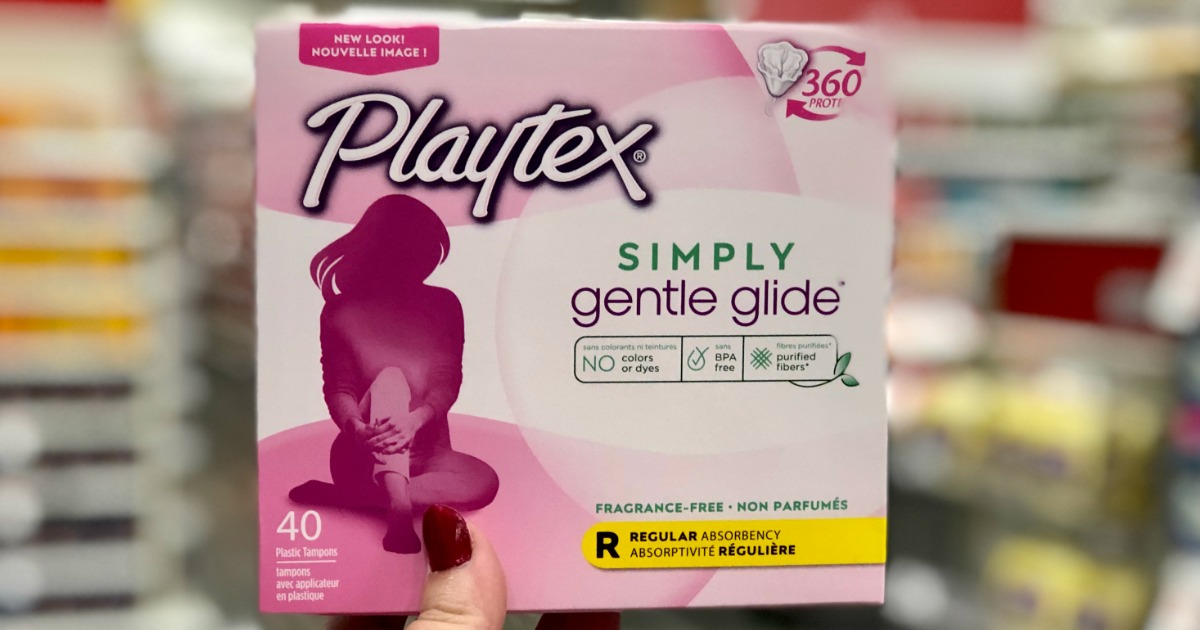 NEW LOOK!
NOUVELLE IMAGE !
Playtex®
360
SIMPLY
gentle glide
sans colorants ni teintures
NO colors
or dyes
sans
BPA
free
fibres purifiées*
purified
fibers*
FRAGRANCE-FREE • NON PARFUMÉS
R REGULAR ABSORBENCY
ABSORPTIVITÉ RÉGULIÈRE
40
Plastic Tampons
tampons
avec applicateur
en plastique